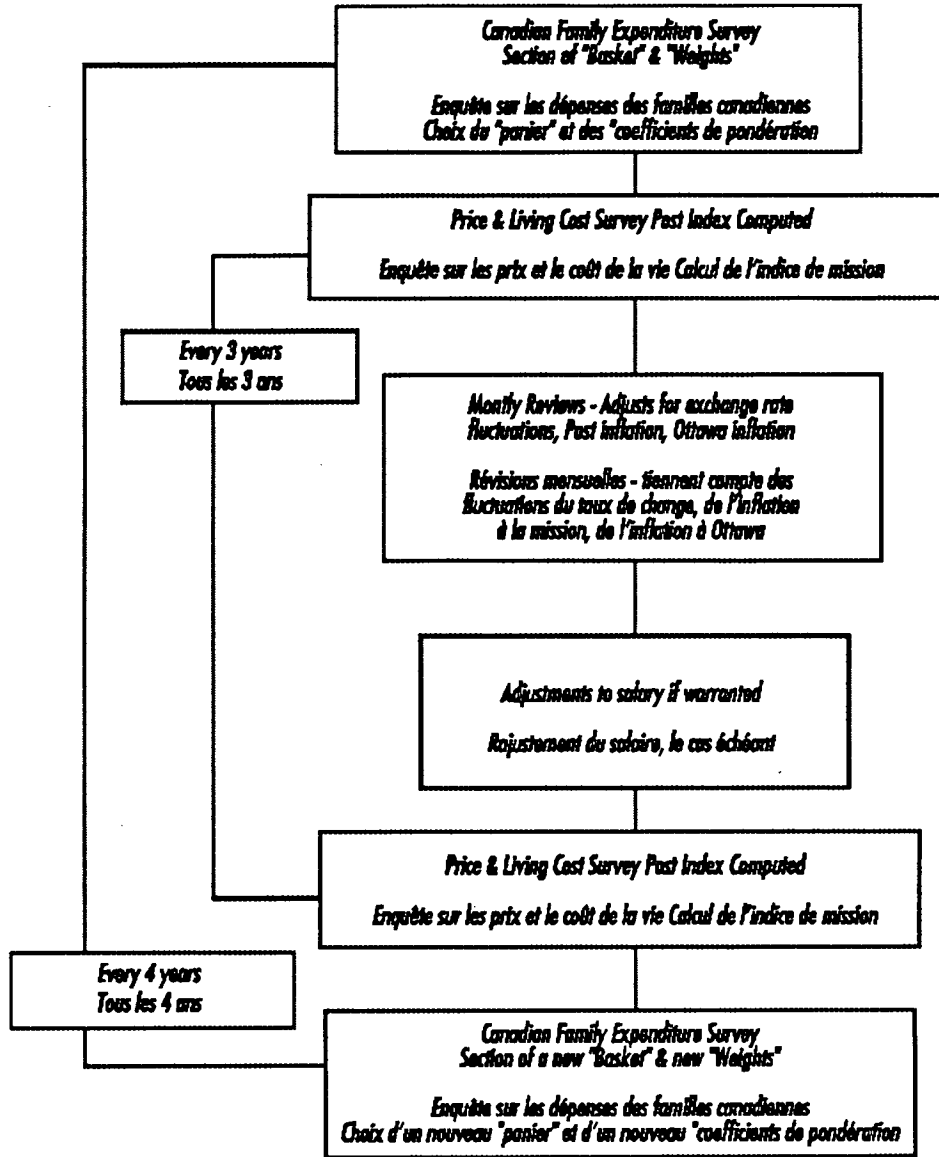 Canadian Family Expenditure Survey
Section of "Basket" & "Weights"
Enquête sur les dépenses des familles canadiennes
Choix du "panier" et des "coefficients de pondération
Price & Living Cost Survey Post Index Computed
Enquête sur les prix et le coût de la vie Calcul de l'indice de mission
Every 3 years
Tous les 3 ans
Montly Reviews - Adjusts for exchange rate
fluctuations, Post inflation, Ottawa inflation
Révisions mensuelles - tiennent compte des
fluctuations du taux de change, de l'inflation
à la mission, de l'inflation à Ottawa
Adjustments to salary if warranted
Rajustement du salaire, le cas échéant
Price & Living Cost Survey Post Index Computed
Enquête sur les prix et le coût de la vie Calcul de l'indice de mission
Every 4 years
Tous les 4 ans
Canadian Family Expenditure Survey
Section of a new "Basket" & new "Weights"
Enquête sur les dépenses des familles canadiennes
Choix d'un nouveau "panier" et d'un nouveau "coefficients de pondération